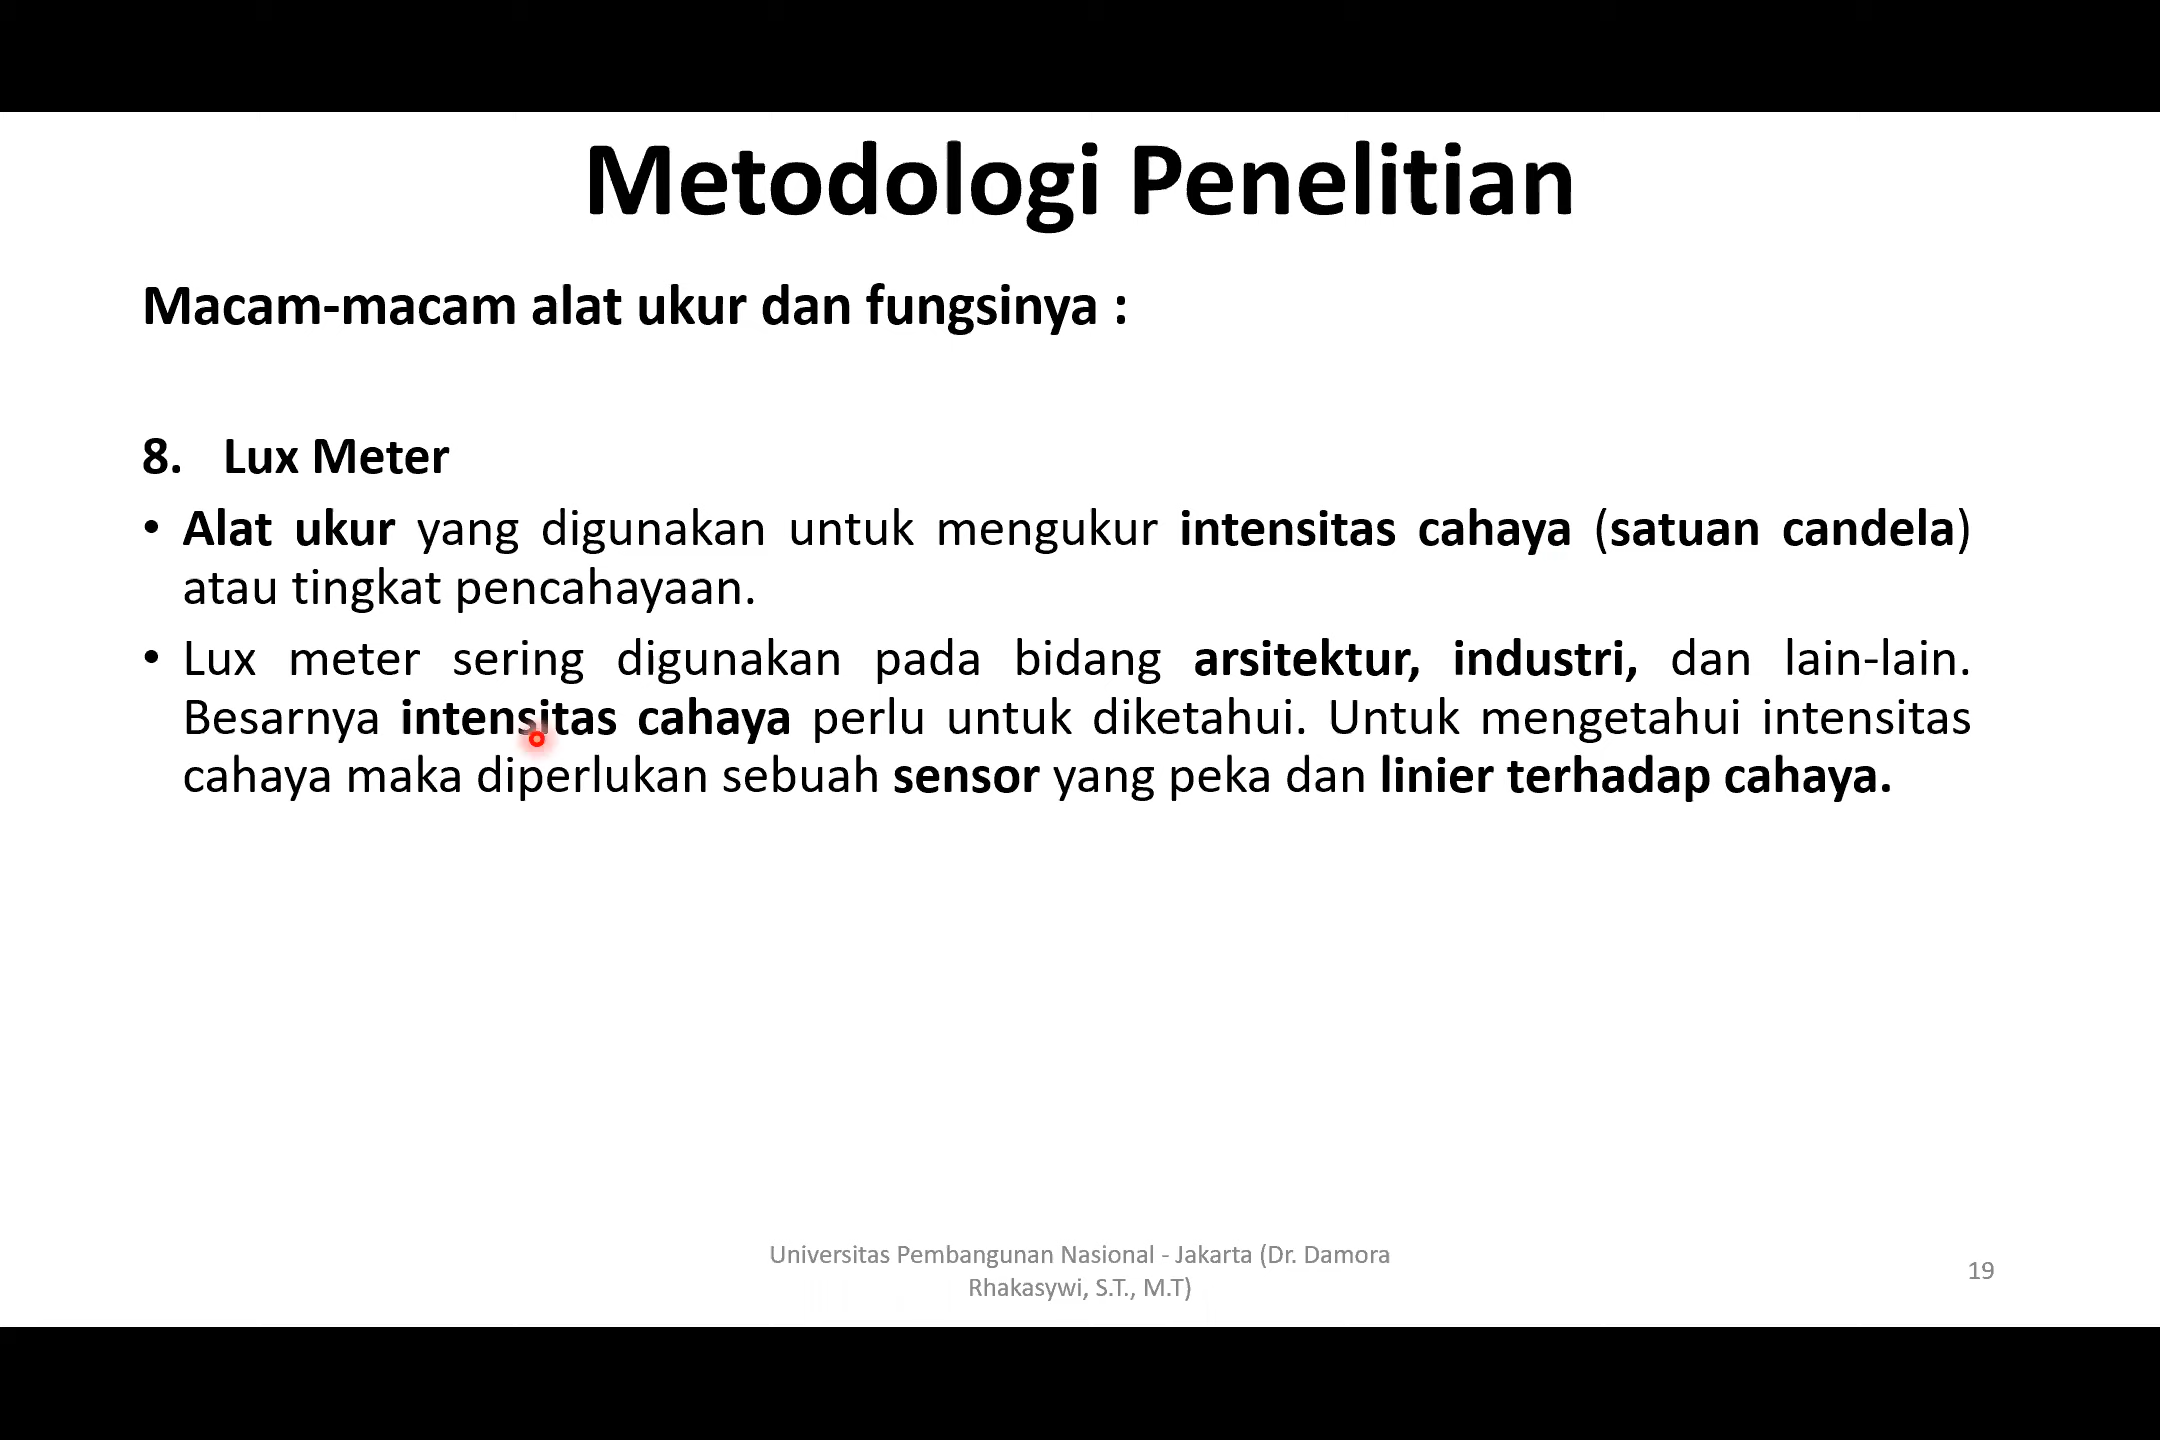 Metodologi Penelitian
Macam-macam alat ukur dan fungsinya :
8. Lux Meter
• Alat ukur yang digunakan untuk mengukur intensitas cahaya (satuan candela)
atau tingkat pencahayaan.
• Lux meter sering digunakan pada bidang arsitektur, industri, dan lain-lain.
Besarnya intensitas cahaya perlu untuk diketahui. Untuk mengetahui intensitas
cahaya maka diperlukan sebuah sensor yang peka dan linier terhadap cahaya.
Universitas Pembangunan Nasional - Jakarta (Dr. Damora
Rhakasywi, S.T., M.T)
19